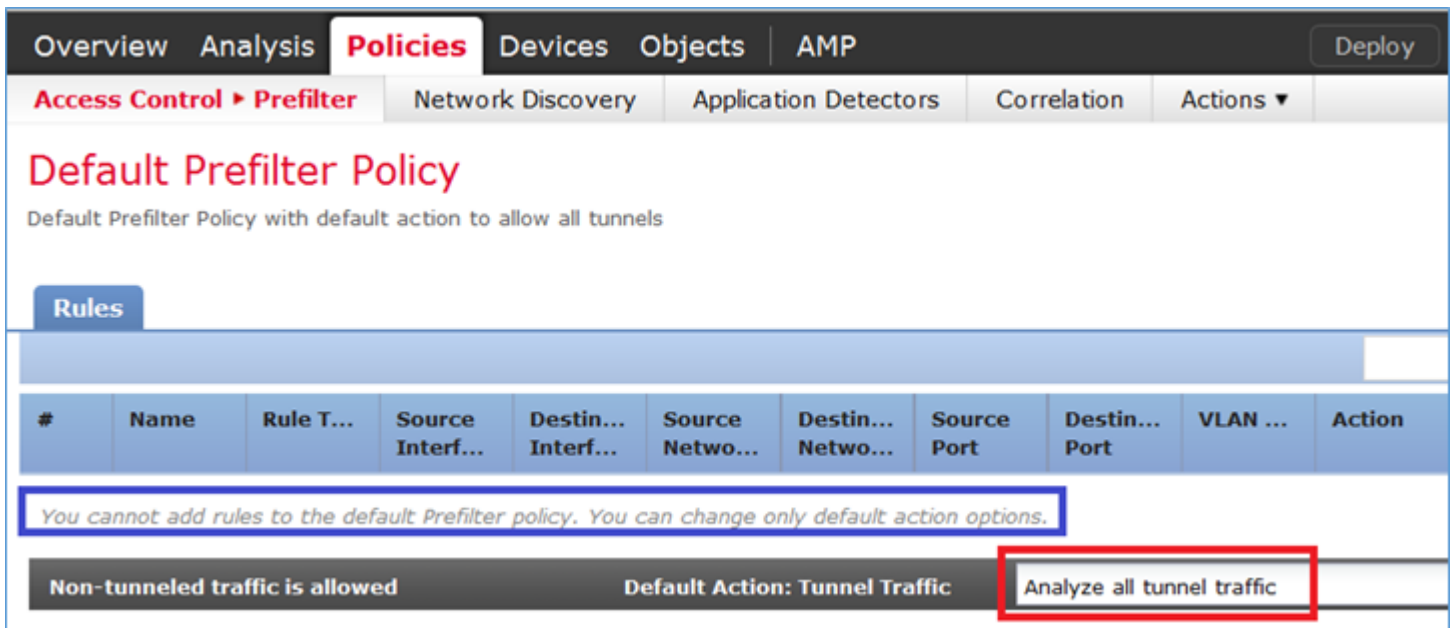 Overview Analysis Policies Devices Objects AMP Deploy
Access Control ▸ Prefilter Network Discovery Application Detectors Correlation Actions ▼
Default Prefilter Policy
Default Prefilter Policy with default action to allow all tunnels
Rules
# Name Rule T... Source Interf... Destin... Interf... Source Netwo... Destin... Netwo... Source Port Destin... Port VLAN ... Action
You cannot add rules to the default Prefilter policy. You can change only default action options.
Non-tunneled traffic is allowed Default Action: Tunnel Traffic Analyze all tunnel traffic